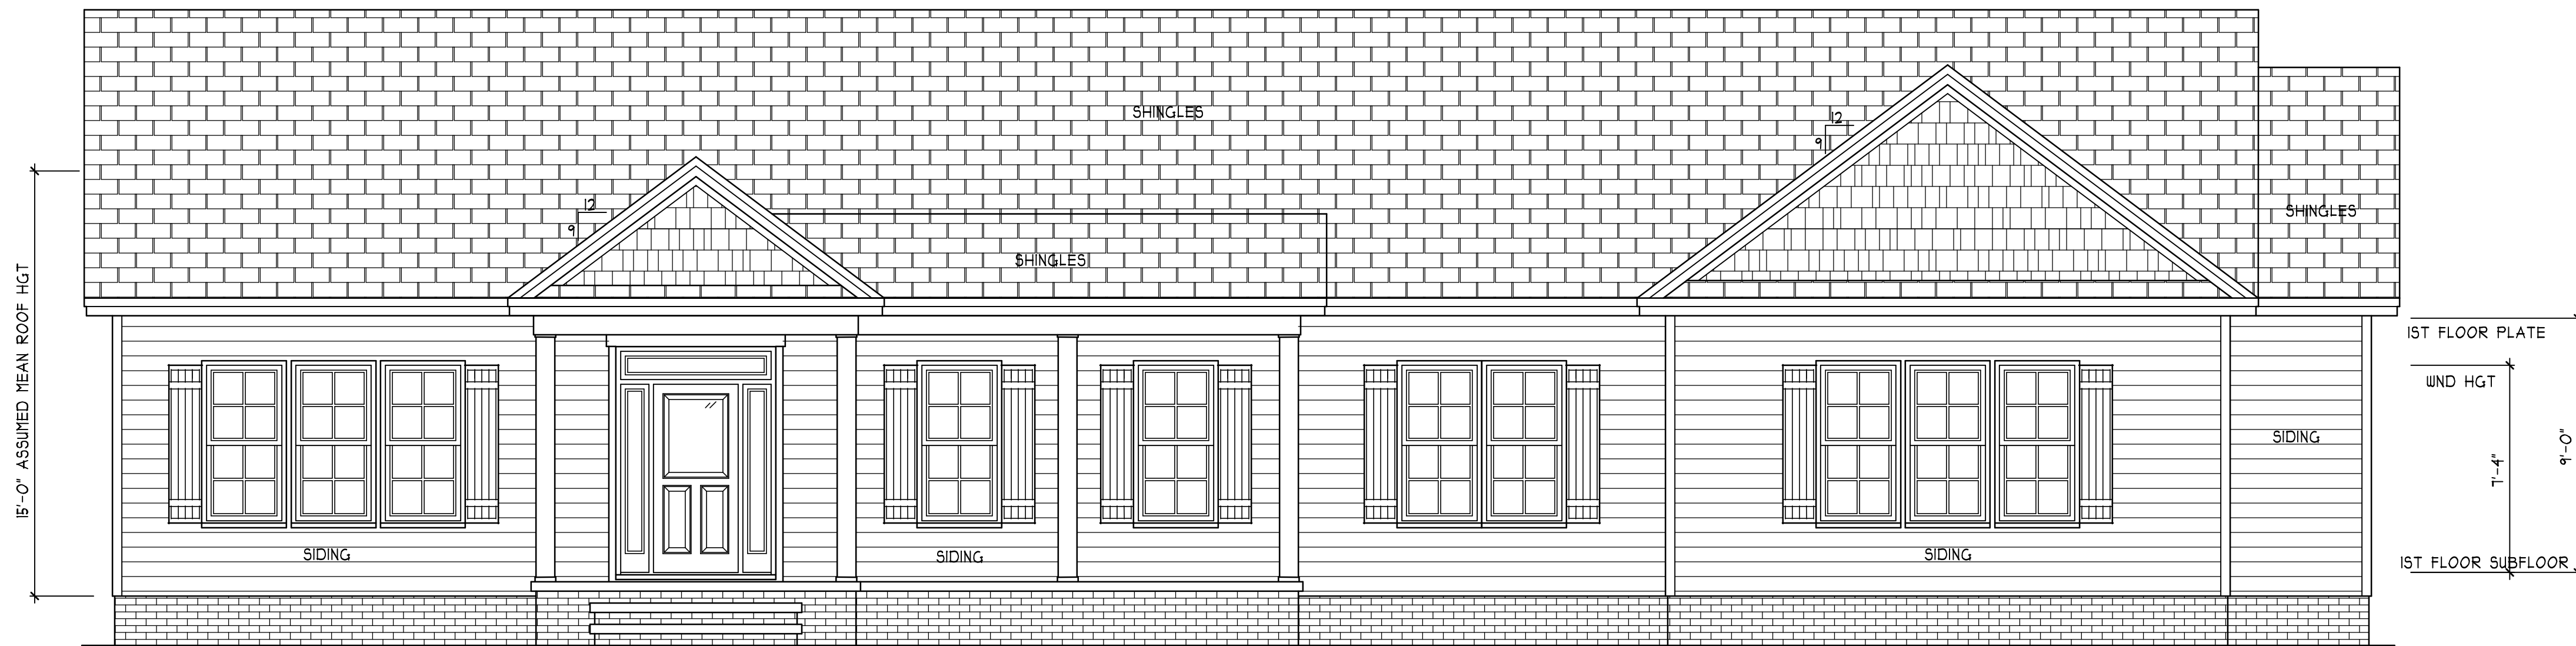 SHINGLES
12
9
12
9
SHINGLES
SHINGLES
15'-0" ASSUMED MEAN ROOF HGT
1ST FLOOR PLATE
WND HGT
SIDING
7'-4"
9'-0"
SIDING
SIDING
SIDING
1ST FLOOR SUBFLOOR